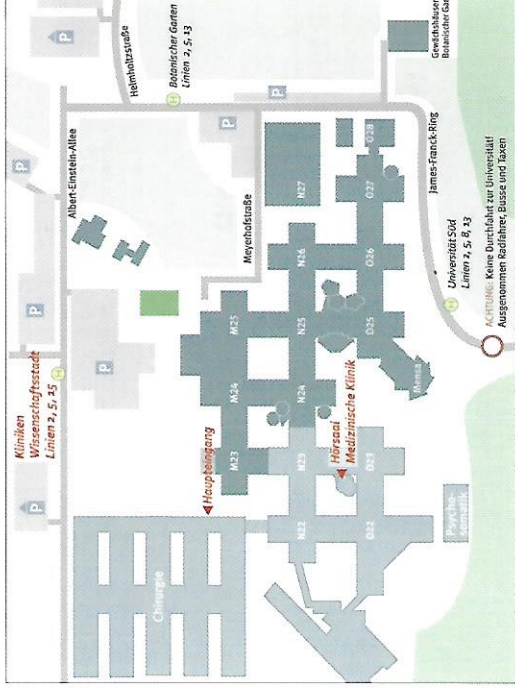 P
P
P
P
Kliniken
Wissenschaftsstadt
Linien 2, 5, 15
H
P
Albert-Einstein-Allee
Helmholtzstraße
H
Botanischer Garten
Linien 2, 5, 13
Chirurgie
Haupteingang
M23
M24
M25
Meyerhofstraße
P
P
N22
N23
N24
N25
N26
N27
Hörsaal
Medizinische Klinik
O22
O23
O25
O26
O27
O28
Mensa
Gewächshäuser
Botanischer Gar
Psycho-
somatik
James-Franck-Ring
H
Universität Süd
Linien 2, 5, 8, 13
ACHTUNG: Keine Durchfahrt zur Universität!
Ausgenommen Radfahrer, Busse und Taxen